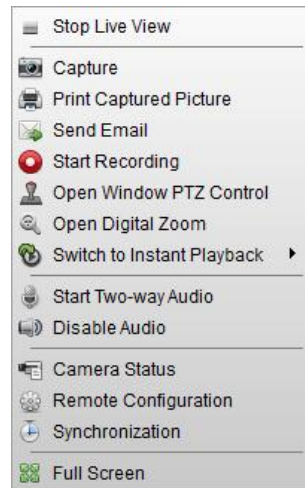 Stop Live View
Capture
Print Captured Picture
Send Email
Start Recording
Open Window PTZ Control
Open Digital Zoom
Switch to Instant Playback
Start Two-way Audio
Disable Audio
Camera Status
Remote Configuration
Synchronization
Full Screen